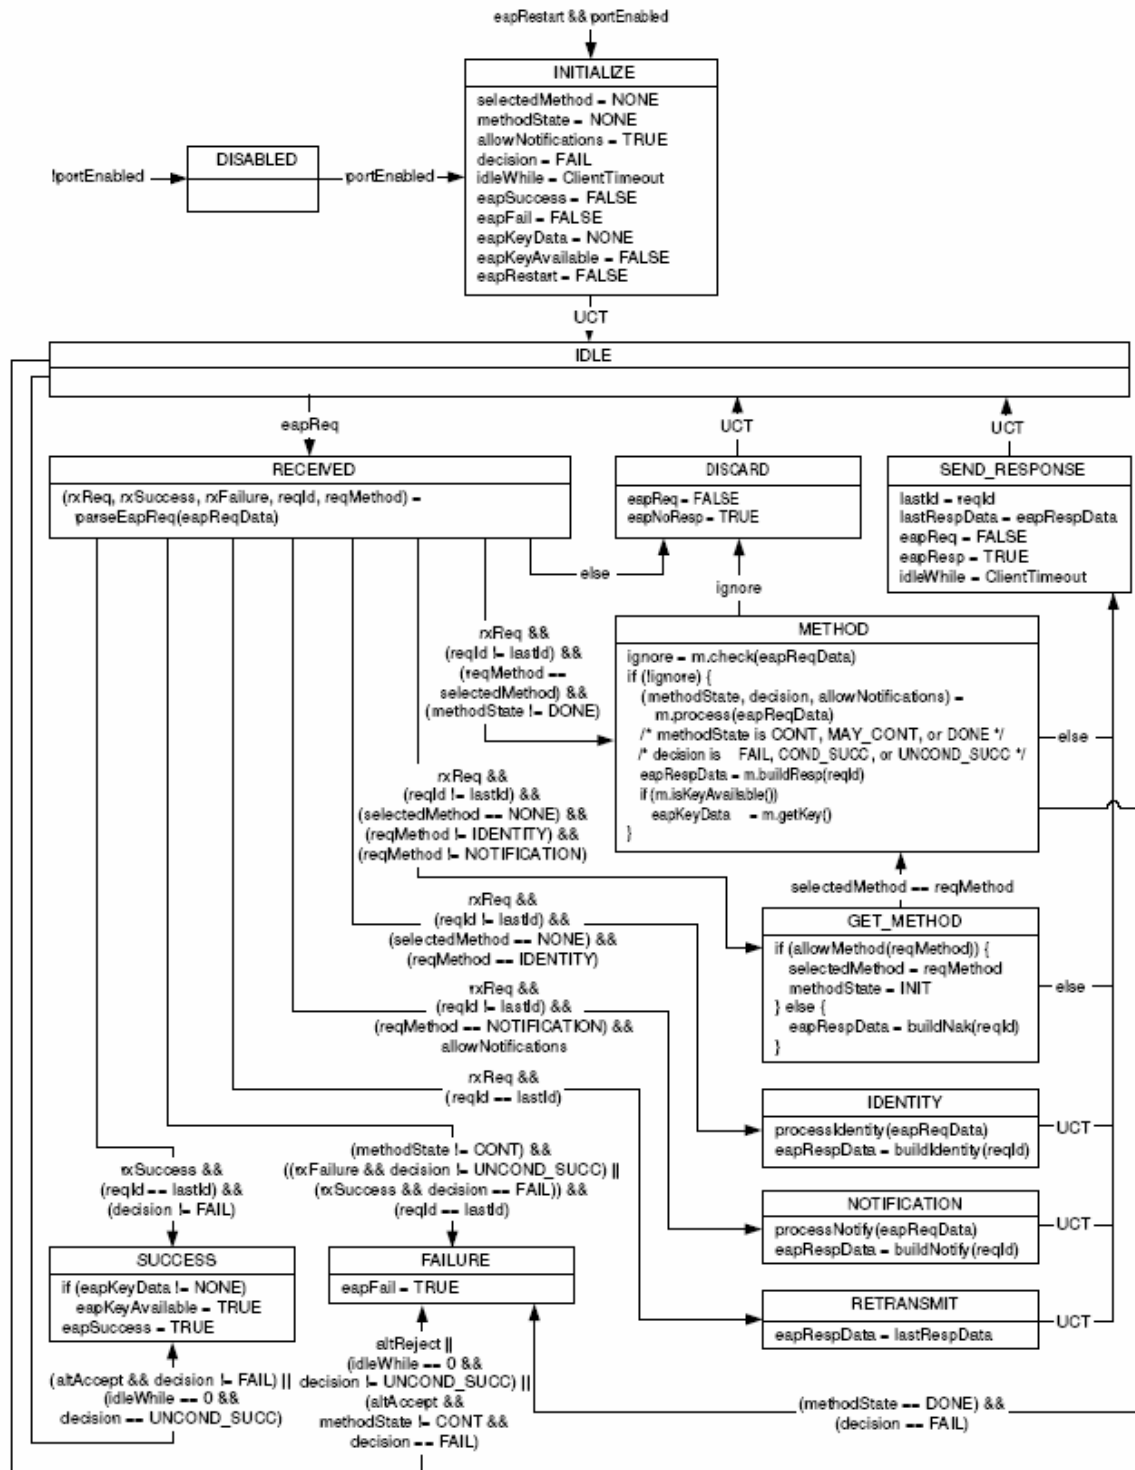 eapRestart && portEnabled
INITIALIZE
selectedMethod = NONE
methodState = NONE
allowNotifications = TRUE
decision = FAIL
idleWhile = ClientTimeout
eapSuccess = FALSE
eapFail = FALSE
eapKeyData = NONE
eapKeyAvailable = FALSE
eapRestart = FALSE
!portEnabled
DISABLED
portEnabled
UCT
IDLE
eapReq
UCT
UCT
RECEIVED
(rxReq, rxSuccess, rxFailure, reqId, reqMethod) =
parseEapReq(eapReqData)
DISCARD
eapReq = FALSE
eapNoResp = TRUE
SEND_RESPONSE
lastId = reqId
lastRespData = eapRespData
eapReq = FALSE
eapResp = TRUE
idleWhile = ClientTimeout
else
ignore
rxReq &&
(reqId != lastId) &&
(reqMethod ==
selectedMethod) &&
(methodState != DONE)
METHOD
ignore = m.check(eapReqData)
if (!ignore) {
(methodState, decision, allowNotifications) =
m.process(eapReqData)
/* methodState is CONT, MAY_CONT, or DONE */
/* decision is FAIL, COND_SUCC, or UNCOND_SUCC */
eapRespData = m.buildResp(reqId)
if (m.isKeyAvailable())
eapKeyData = m.getKey()
}
else
rxReq &&
(reqId != lastId) &&
(selectedMethod == NONE) &&
(reqMethod != IDENTITY) &&
(reqMethod != NOTIFICATION)
selectedMethod == reqMethod
GET_METHOD
if (allowMethod(reqMethod)) {
selectedMethod = reqMethod
methodState = INIT
} else {
eapRespData = buildNak(reqId)
}
else
rxReq &&
(reqId != lastId) &&
(selectedMethod == NONE) &&
(reqMethod == IDENTITY)
rxReq &&
(reqId != lastId) &&
(reqMethod == NOTIFICATION) &&
allowNotifications
rxReq &&
(reqId == lastId)
IDENTITY
processIdentity(eapReqData)
eapRespData = buildIdentity(reqId)
UCT
rxSuccess &&
(reqId == lastId) &&
(decision != FAIL)
(methodState != CONT) &&
((rxFailure && decision != UNCOND_SUCC) ||
(rxSuccess && decision == FAIL)) &&
(reqId == lastId)
NOTIFICATION
processNotify(eapReqData)
eapRespData = buildNotify(reqId)
UCT
SUCCESS
if (eapKeyData != NONE)
eapKeyAvailable = TRUE
eapSuccess = TRUE
FAILURE
eapFail = TRUE
RETRANSMIT
eapRespData = lastRespData
UCT
(altAccept && decision != FAIL) ||
(idleWhile == 0 &&
decision == UNCOND_SUCC)
altReject ||
(idleWhile == 0 &&
decision != UNCOND_SUCC) ||
(altAccept &&
methodState != CONT &&
decision == FAIL)
(methodState == DONE) &&
(decision == FAIL)